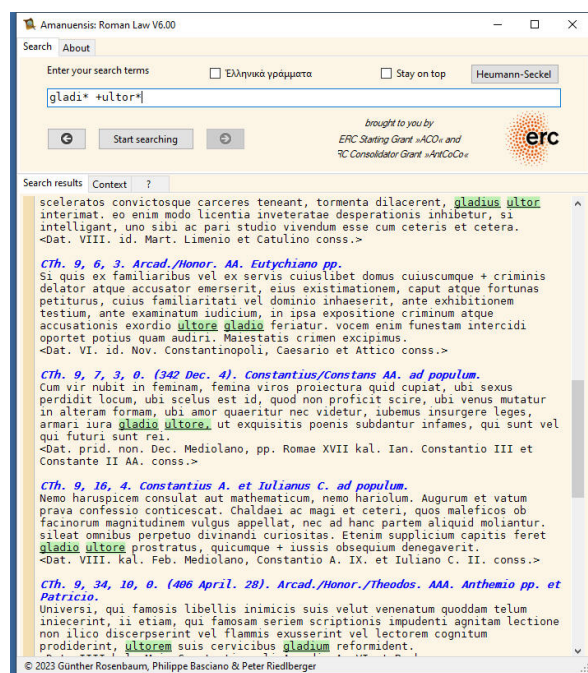 Amanuensis: Roman Law V6.00
Search About
Enter your search terms
Ἑλληνικὰ γράμματα
Stay on top
Heumann-Seckel
gladi* +ultor*
Start searching
brought to you by
ERC Starting Grant »ACO« and
RC Consolidator Grant »AntCoCo«
erc
Search results Context ?
sceleratos convictosque carceres teneant, tormenta dilacerent, gladius ultor
interimat. eo enim modo licentia inveteratae desperationis inhibetur, si
intelligant, uno sibi ac pari studio vivendum esse cum ceteris et cetera.
<Dat. VIII. id. Mart. Limenio et Catulino conss.>
CTh. 9, 6, 3. Arcad./Honor. AA. Eutychiano pp.
Si quis ex familiaribus vel ex servis cuiuslibet domus cuiuscumque + criminis
delator atque accusator emerserit, eius existimationem, caput atque fortunas
petiturus, cuius familiaritati vel dominio inhaeserit, ante exhibitionem
testium, ante examinatum iudicium, in ipsa expositione criminum atque
accusationis exordio ultore gladio feriatur. vocem enim funestam intercidi
oportet potius quam audiri. Maiestatis crimen excipimus.
<Dat. VI. id. Nov. Constantinopoli, Caesario et Attico conss.>
CTh. 9, 7, 3, 0. (342 Dec. 4). Constantius/Constans AA. ad populum.
Cum vir nubit in feminam, femina viros proiectura quid cupiat, ubi sexus
perdidit locum, ubi scelus est id, quod non proficit scire, ubi venus mutatur
in alteram formam, ubi amor quaeritur nec videtur, iubemus insurgere leges,
armari iura gladio ultore, ut exquisitis poenis subdantur infames, qui sunt vel
qui futuri sunt rei.
<Dat. prid. non. Dec. Mediolano, pp. Romae XVII kal. Ian. Constantio III et
Constante II AA. conss.>
CTh. 9, 16, 4. Constantius A. et Iulianus C. ad populum.
Nemo haruspicem consulat aut mathematicum, nemo hariolum. Augurum et vatum
prava confessio conticescat. Chaldaei ac magi et ceteri, quos maleficos ob
facinorum magnitudinem vulgus appellat, nec ad hanc partem aliquid moliantur.
sileat omnibus perpetuo divinandi curiositas. Etenim supplicium capitis feret
gladio ultore prostratus, quicumque + iussis obsequium denegaverit.
<Dat. VIII. kal. Feb. Mediolano, Constantio A. IX. et Iuliano C. II. conss.>
CTh. 9, 34, 10, 0. (406 April. 28). Arcad./Honor./Theodos. AAA. Anthemio pp. et
Patricio.
Universi, qui famosis libellis inimicis suis velut venenatum quoddam telum
iniecerint, ii etiam, qui famosam seriem scriptionis impudenti agnitam lectione
non ilico discerpserint vel flammis exusserint vel lectorem cognitum
prodiderint, ultorem suis cervicibus gladium reformident.
© 2023 Günther Rosenbaum, Philippe Basciano & Peter Riedlberger